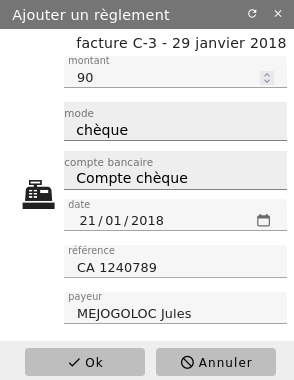 Ajouter un règlement
facture C-3 - 29 janvier 2018
montant
90
mode
chèque
compte bancaire
Compte chèque
date
21/01/2018
référence
CA 1240789
payeur
MEJOGOLOC Jules
Ok
Annuler